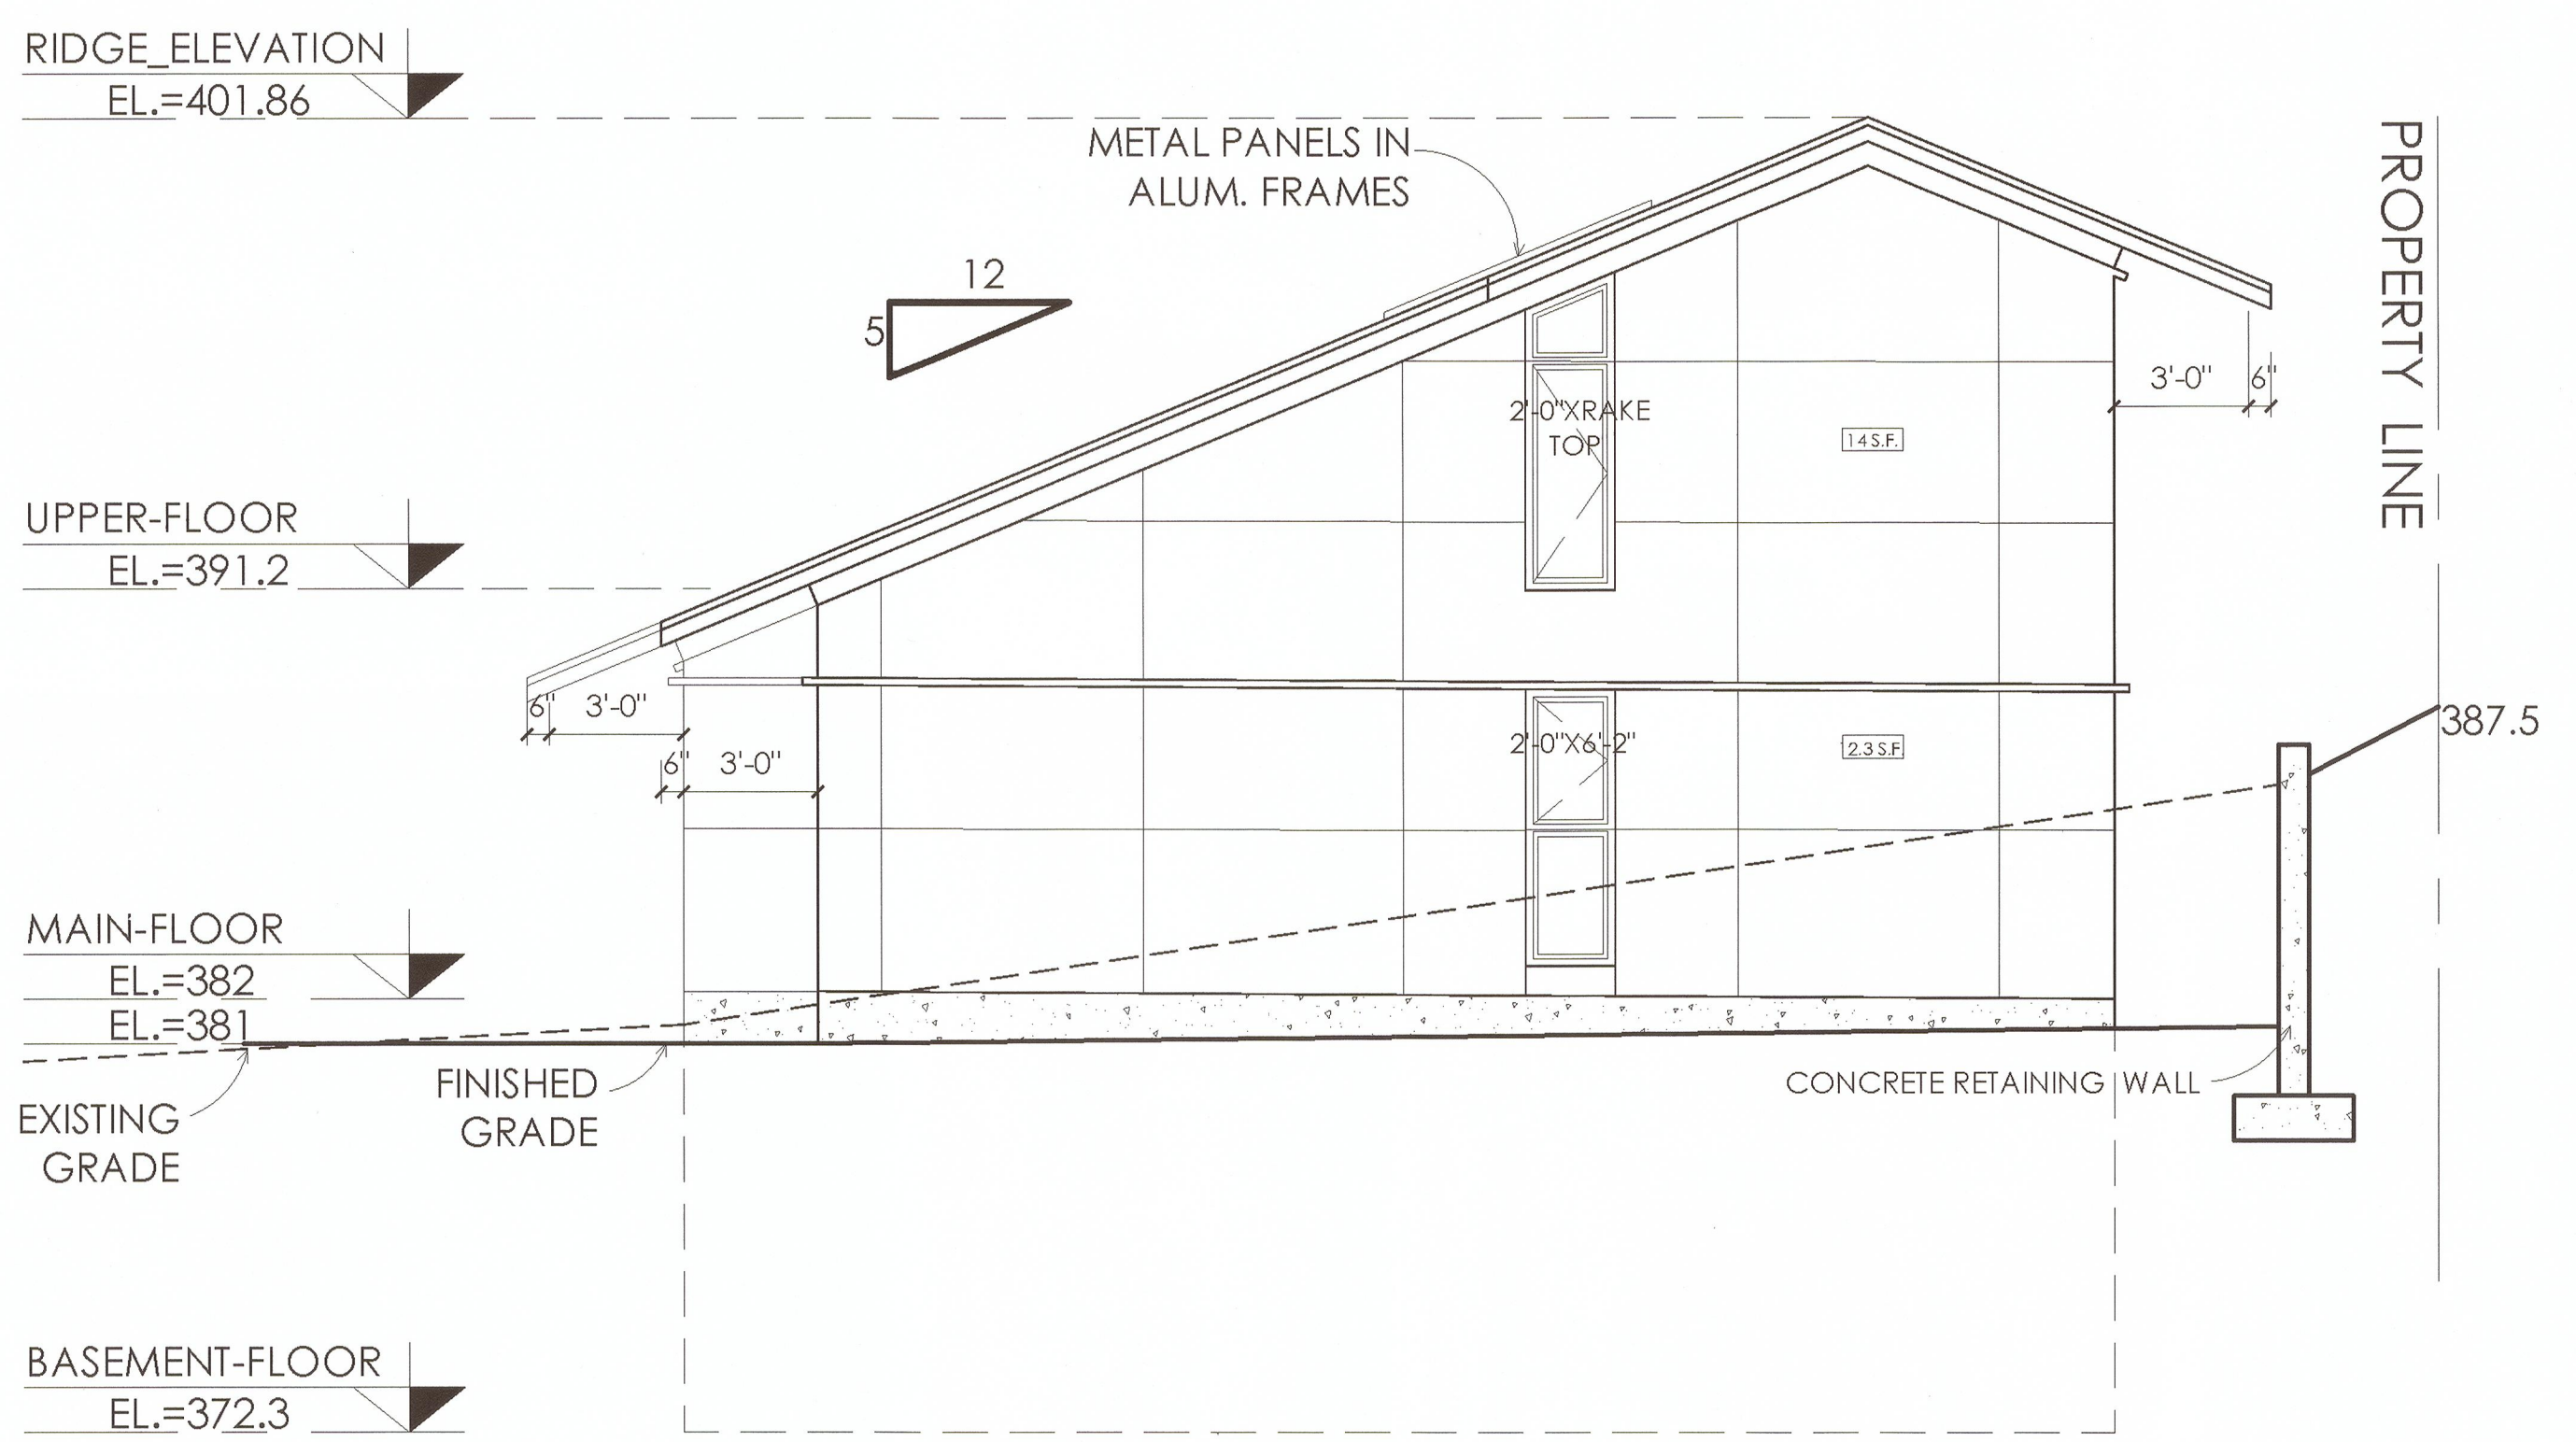 RIDGE_ELEVATION
EL.=401.86
METAL PANELS IN
ALUM. FRAMES
PROPERTY LINE
12
5
3'-0" 6"
2'-0"XRAKE
TOP
14 S.F.
UPPER-FLOOR
EL.=391.2
6" 3'-0"
6" 3'-0"
2'-0"X6'-2"
2.3 S.F
387.5
MAIN-FLOOR
EL.=382
EL.=381
FINISHED
GRADE
EXISTING
GRADE
CONCRETE RETAINING WALL
BASEMENT-FLOOR
EL.=372.3